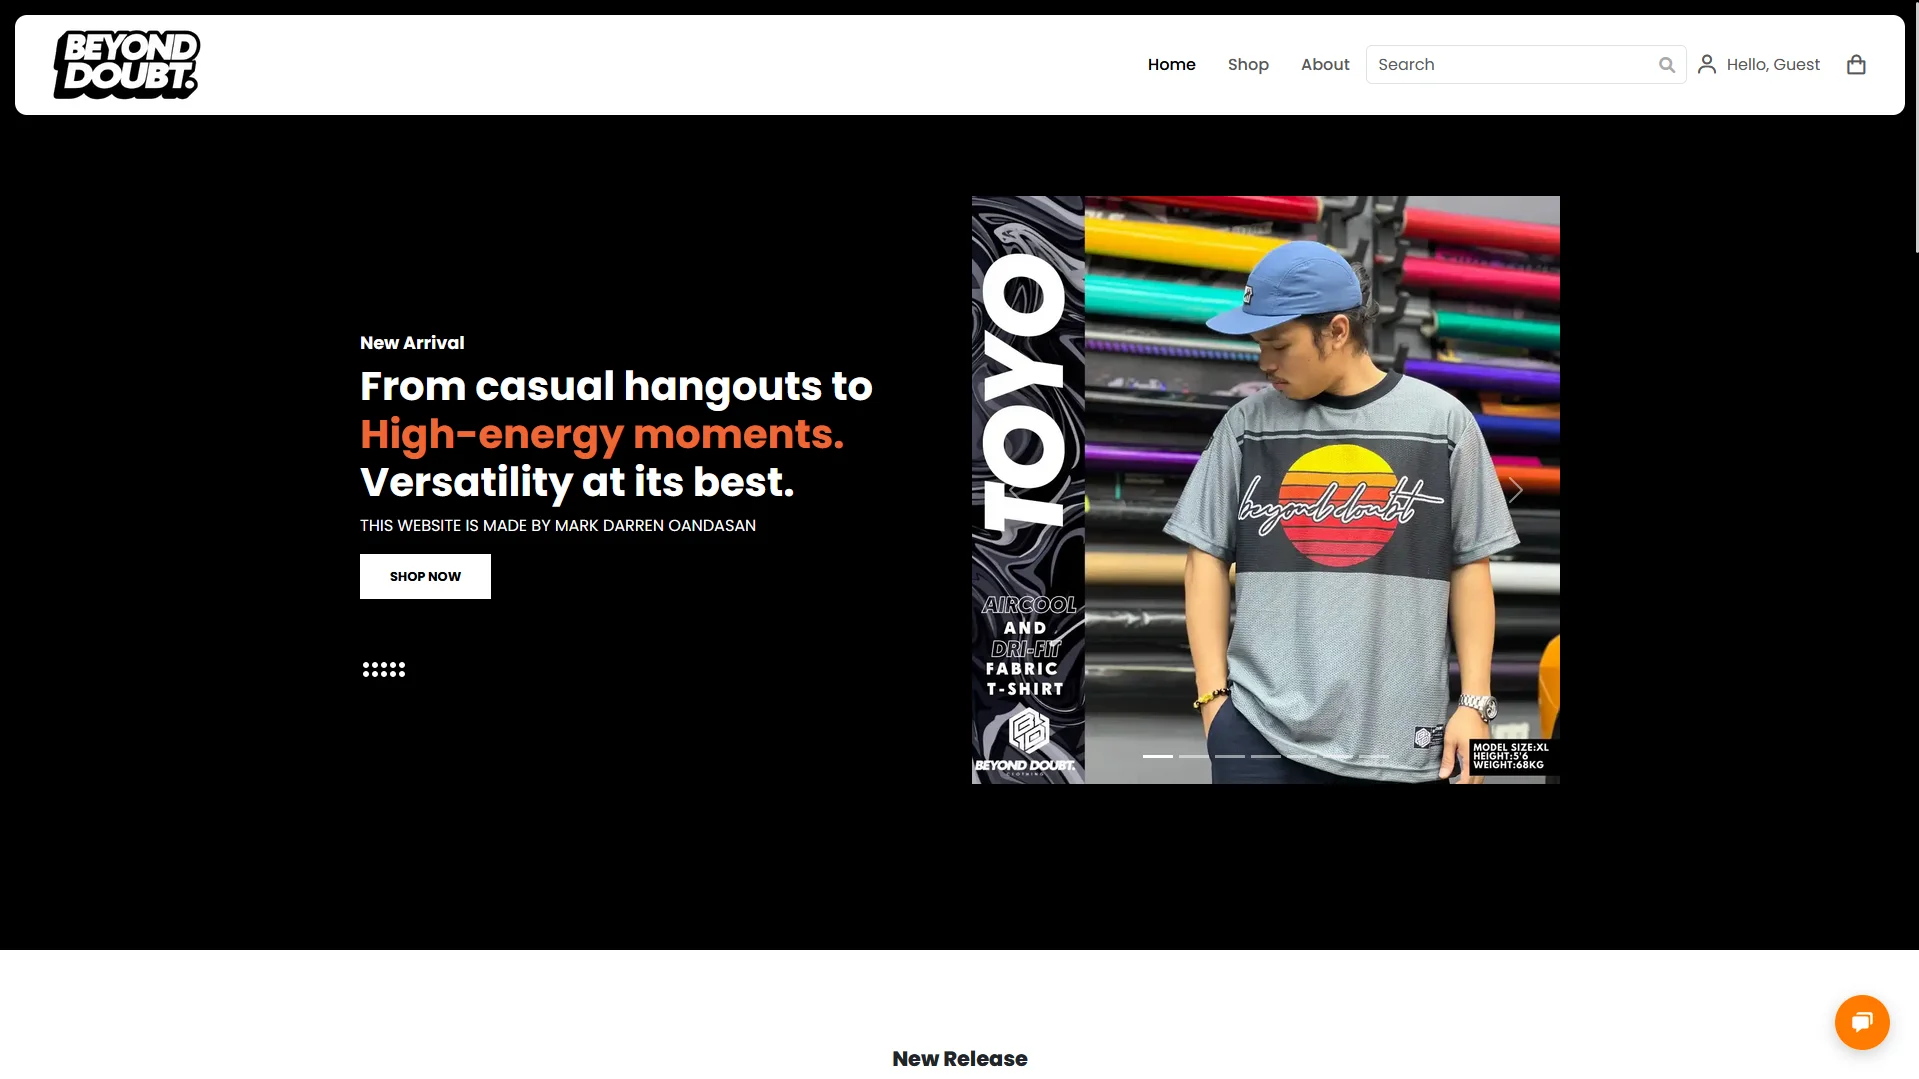 BEYOND
DOUBT.
Home
Shop
About
Search
Hello, Guest
New Arrival
From casual hangouts to
High-energy moments.
Versatility at its best.
THIS WEBSITE IS MADE BY MARK DARREN OANDASAN
SHOP NOW
TOYO
AIRCOOL
AND
DRI-FIT
FABRIC
T-SHIRT
BEYOND DOUBT.
CLOTHING
beyond doubt
MODEL SIZE:XL
HEIGHT:5'6
WEIGHT:68KG
New Release